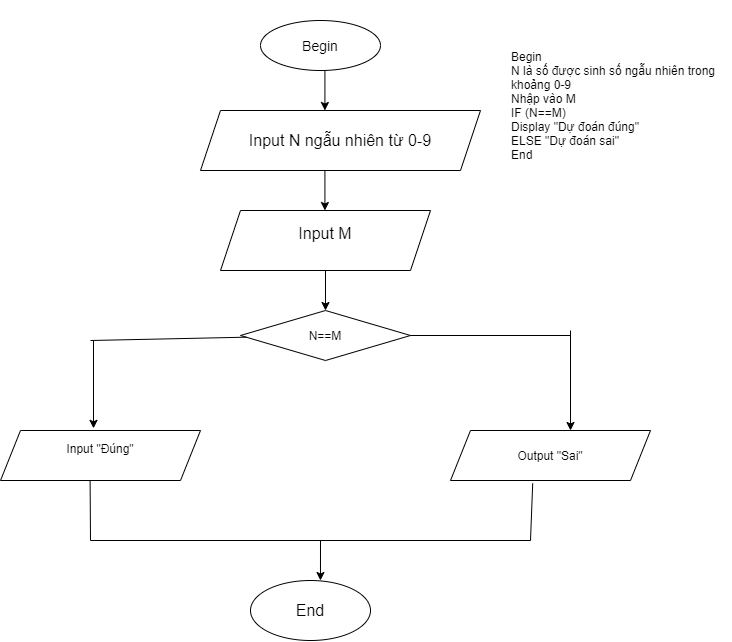 Begin
Input N ngẫu nhiên từ 0-9
Input M
N==M
Input "Đúng"
Output "Sai"
End
Begin
N là số được sinh số ngẫu nhiên trong
khoảng 0-9
Nhập vào M
IF (N==M)
Display "Dự đoán đúng"
ELSE "Dự đoán sai"
End